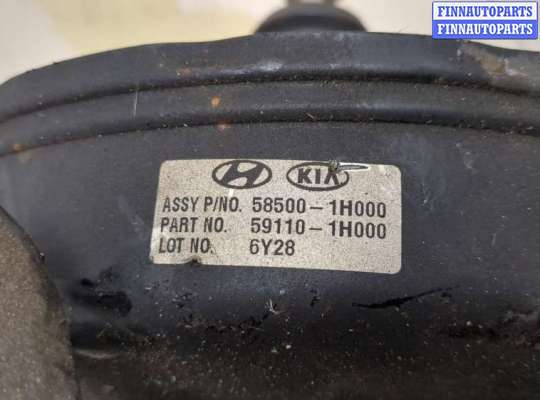 FINNAUTOPARTS
FINNAUTOPARTS
KIA
ASSY P/NO. 58500-1H000
PART NO. 59110-1H000
LOT NO. 6Y28